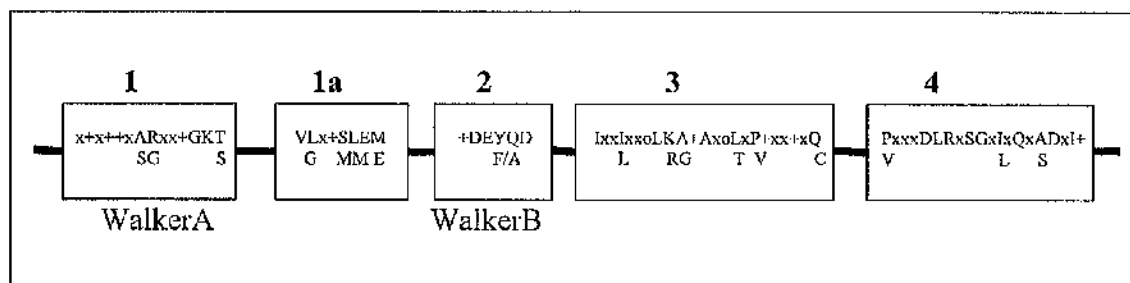 1 1a 2 3 4
x+x++xARxx+GKT VLx+SLEM +DEYQD IxxIxxoLKA+AxoLxP+xx+xQ PxxxDLRxSGxIxQxADxI+
SG S G MM E F/A L RG T V C V L S
WalkerA WalkerB